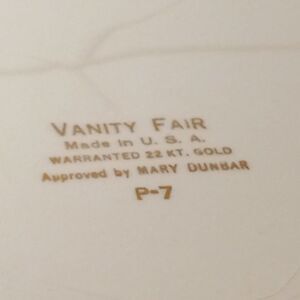 VANITY FAIR
Made in U. S. A.
WARRANTED 22 KT. GOLD
Approved by MARY DUNBAR
P-7